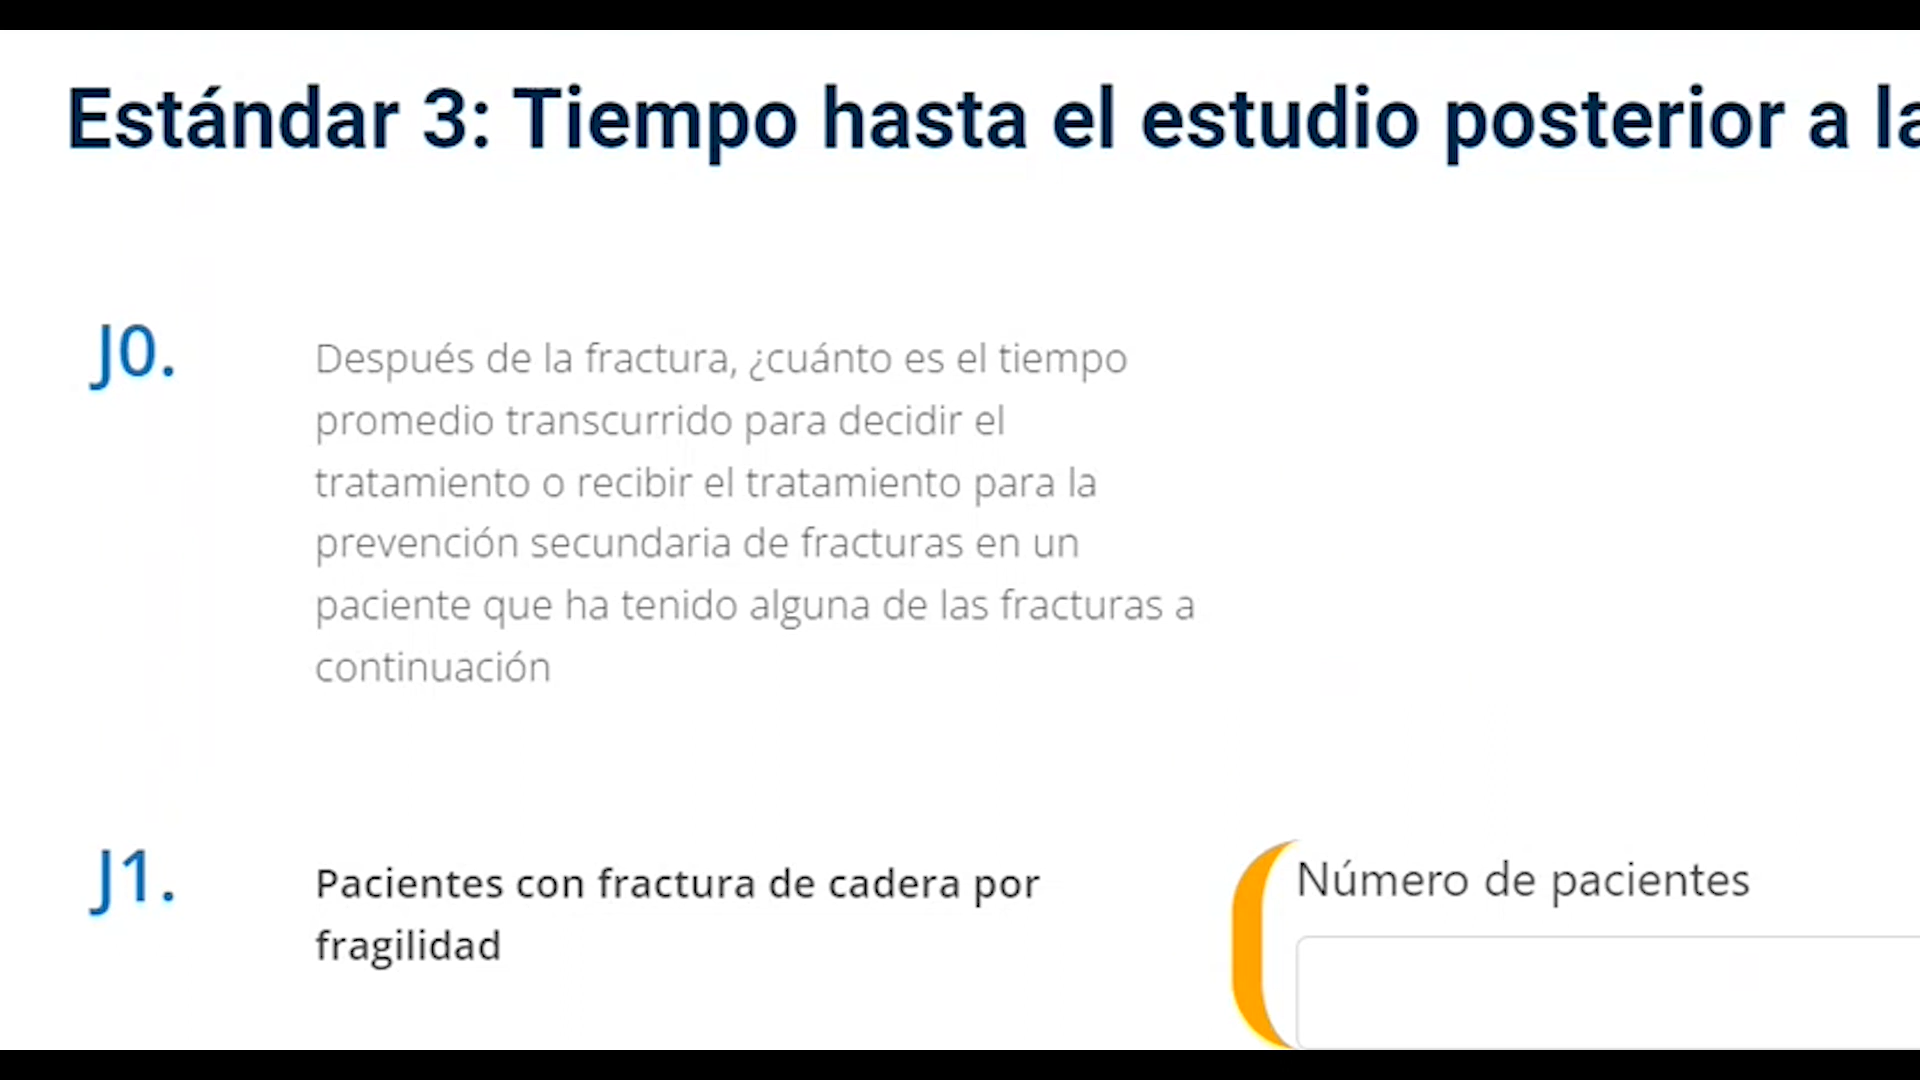 Estándar 3: Tiempo hasta el estudio posterior a la
J0.
Después de la fractura, ¿cuánto es el tiempo
promedio transcurrido para decidir el
tratamiento o recibir el tratamiento para la
prevención secundaria de fracturas en un
paciente que ha tenido alguna de las fracturas a
continuación
J1.
Pacientes con fractura de cadera por
fragilidad
Número de pacientes